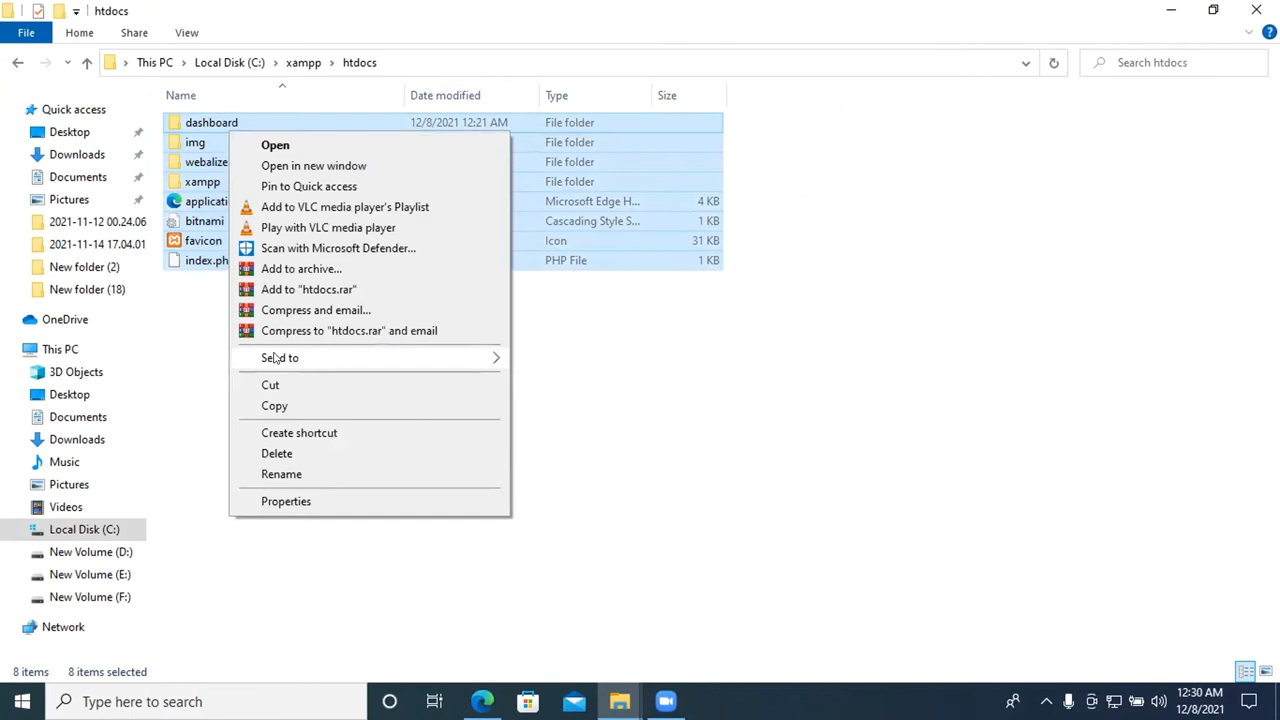 htdocs
File Home Share View
This PC Local Disk (C:) xampp htdocs Search htdocs
Name Date modified Type Size
Quick access
Desktop
Downloads
Documents
Pictures
2021-11-12 00.24.06
2021-11-14 17.04.01
New folder (2)
New folder (18)
OneDrive
This PC
3D Objects
Desktop
Documents
Downloads
Music
Pictures
Videos
Local Disk (C:)
New Volume (D:)
New Volume (E:)
New Volume (F:)
Network
dashboard 12/8/2021 12:21 AM File folder
img File folder
webalize File folder
xampp File folder
applicati Microsoft Edge H... 4 KB
bitnami Cascading Style S... 1 KB
favicon Icon 31 KB
index.ph PHP File 1 KB
Open
Open in new window
Pin to Quick access
Add to VLC media player's Playlist
Play with VLC media player
Scan with Microsoft Defender...
Add to archive...
Add to "htdocs.rar"
Compress and email...
Compress to "htdocs.rar" and email
Send to
Cut
Copy
Create shortcut
Delete
Rename
Properties
8 items 8 items selected
Type here to search
12:30 AM
12/8/2021